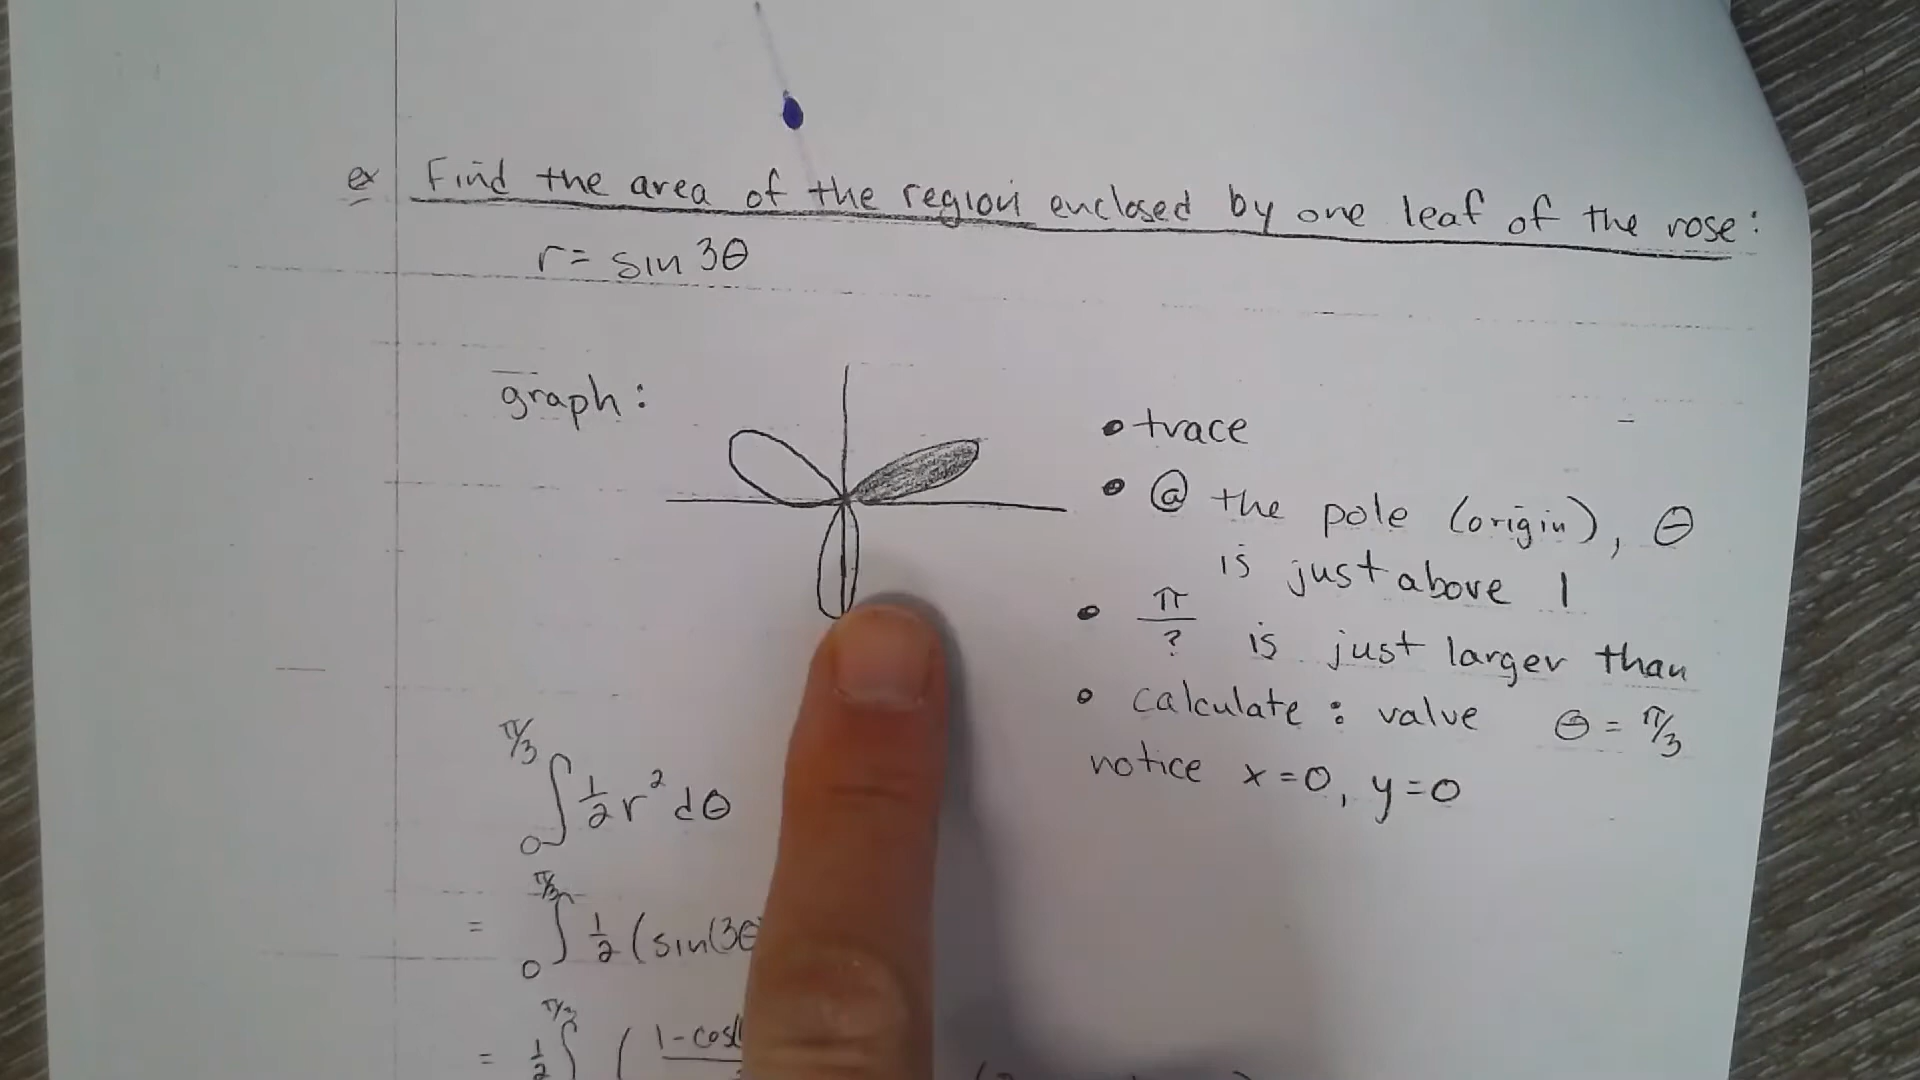 ex Find the area of the region enclosed by one leaf of the rose:
r = sin 3θ
graph:
• trace
• @ the pole (origin), θ
is just above 1
• π/? is just larger than
• calculate : value θ = π/3
notice x=0, y=0
∫₀^(π/3) ½ r² dθ
= ∫₀^(π/3) ½ (sin(3θ
= ½ ∫ ( 1-cos(